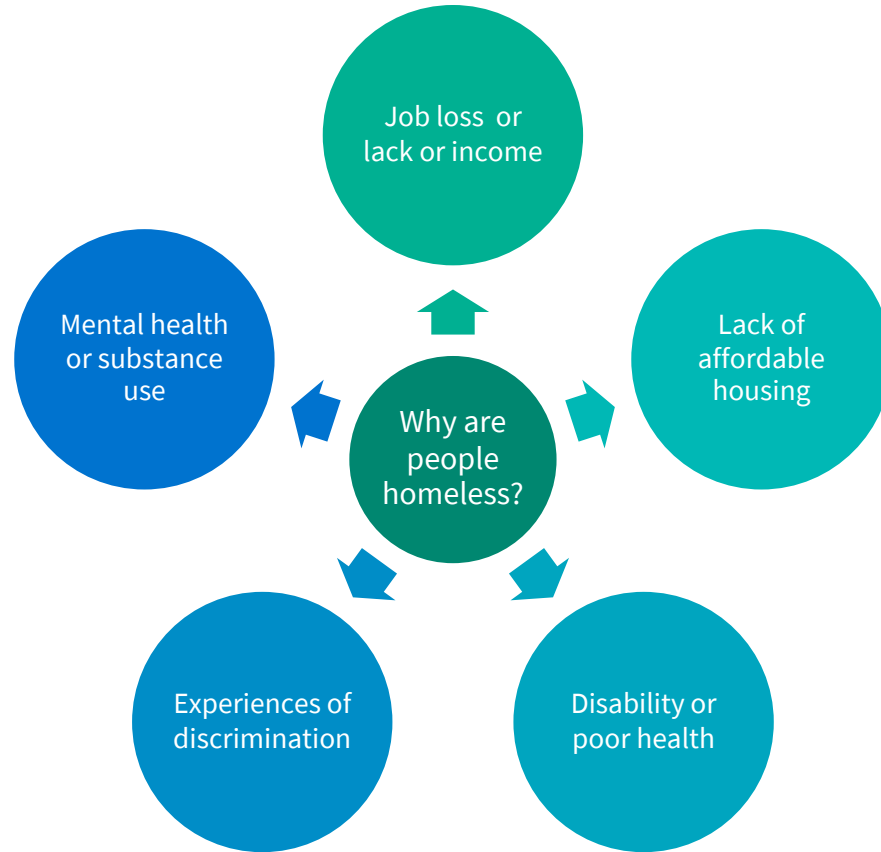 Job loss  or
lack or income
Mental health
or substance
use
Lack of
affordable
housing
Why are
people
homeless?
Experiences of
discrimination
Disability or
poor health